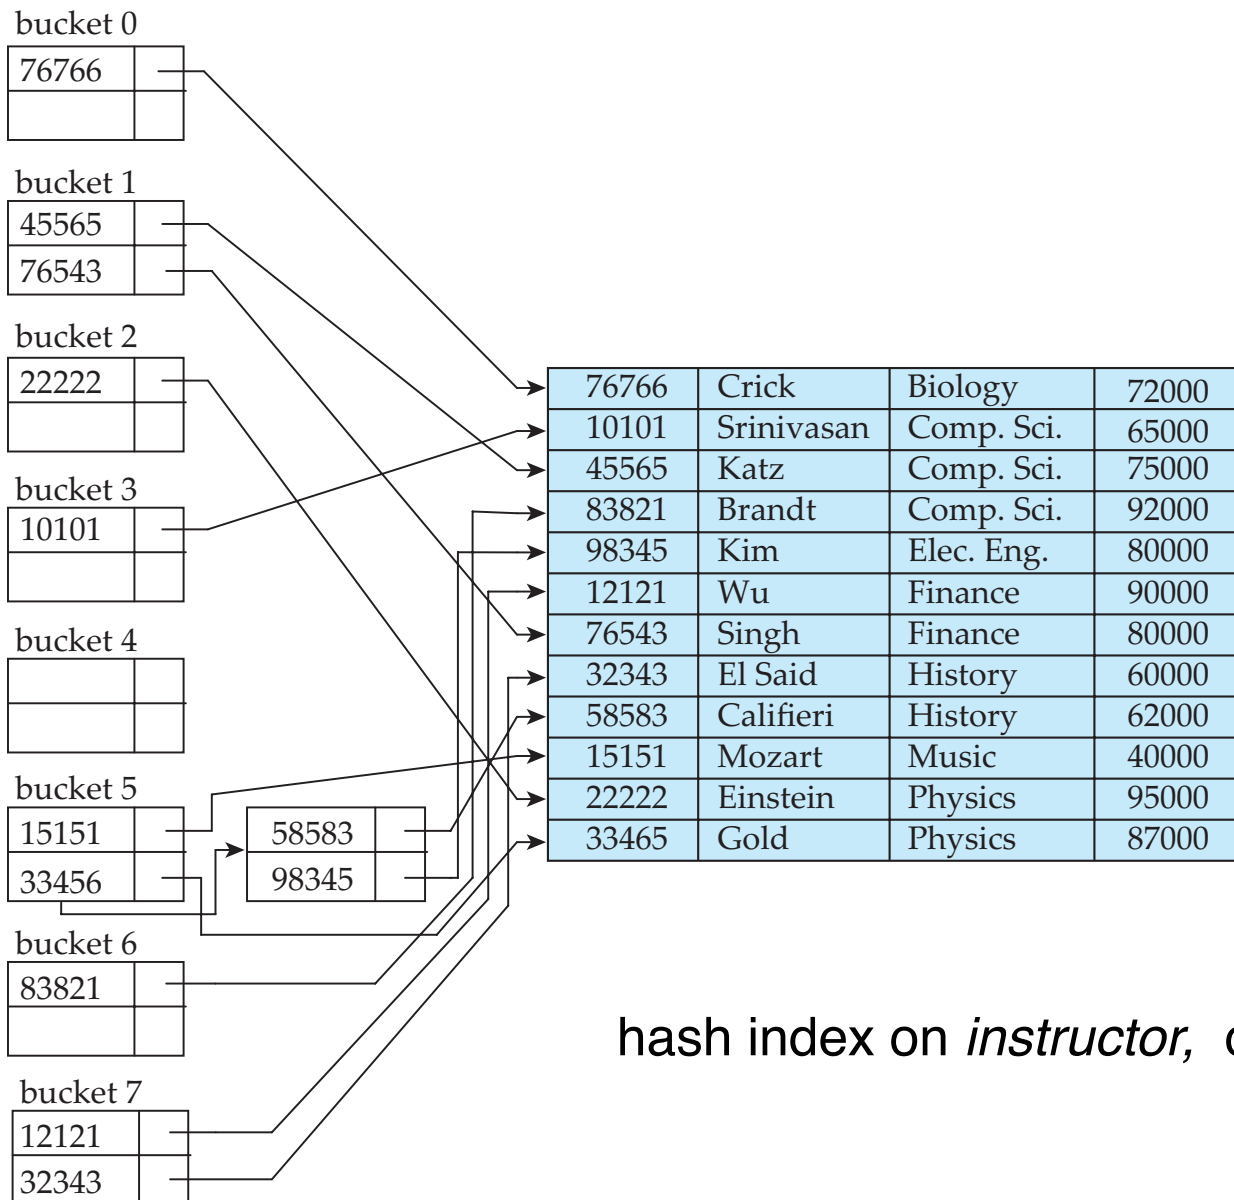 bucket 0
76766
bucket 1
45565
76543
bucket 2
22222
bucket 3
10101
bucket 4
bucket 5
15151
33456
58583
98345
bucket 6
83821
bucket 7
12121
32343
76766 Crick Biology 72000
10101 Srinivasan Comp. Sci. 65000
45565 Katz Comp. Sci. 75000
83821 Brandt Comp. Sci. 92000
98345 Kim Elec. Eng. 80000
12121 Wu Finance 90000
76543 Singh Finance 80000
32343 El Said History 60000
58583 Califieri History 62000
15151 Mozart Music 40000
22222 Einstein Physics 95000
33465 Gold Physics 87000
hash index on instructor,